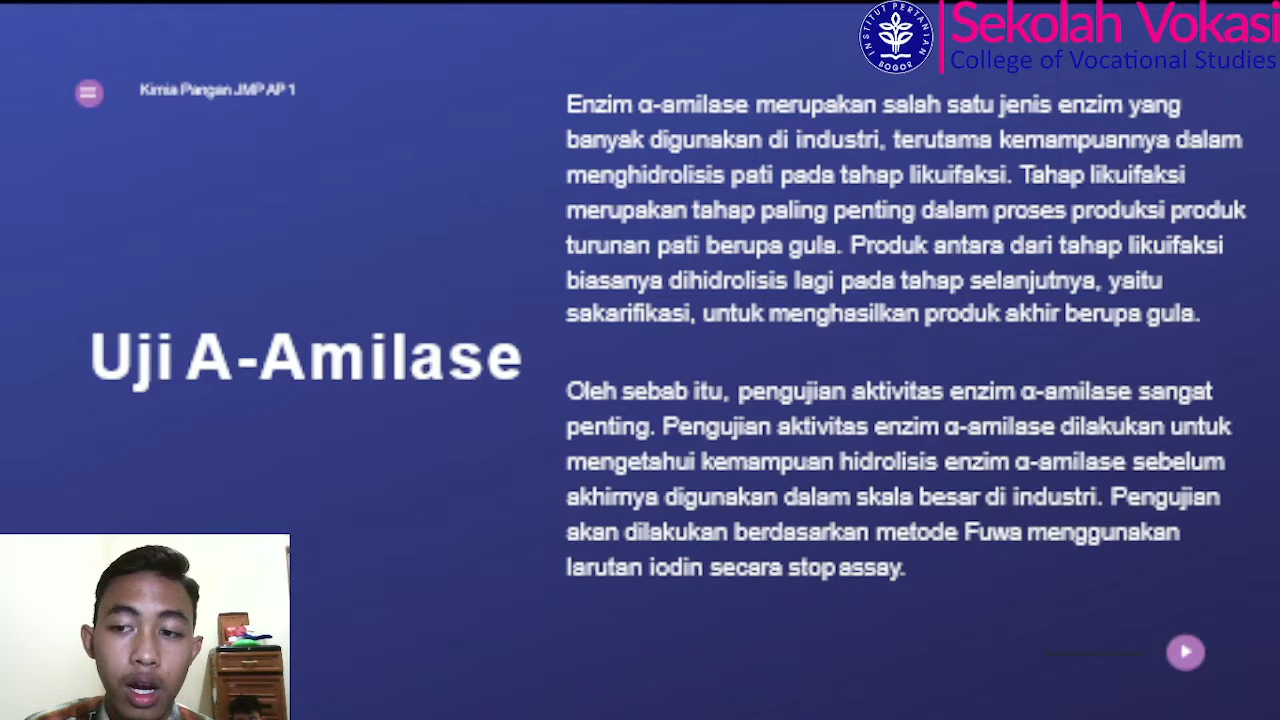 Sekolah Vokasi
College of Vocational Studies
INSTITUT PERTANIAN
BOGOR
Kimia Pangan JMP AP 1
Uji A-Amilase
Enzim α-amilase merupakan salah satu jenis enzim yang
banyak digunakan di industri, terutama kemampuannya dalam
menghidrolisis pati pada tahap likuifaksi. Tahap likuifaksi
merupakan tahap paling penting dalam proses produksi produk
turunan pati berupa gula. Produk antara dari tahap likuifaksi
biasanya dihidrolisis lagi pada tahap selanjutnya, yaitu
sakarifikasi, untuk menghasilkan produk akhir berupa gula.
Oleh sebab itu, pengujian aktivitas enzim α-amilase sangat
penting. Pengujian aktivitas enzim α-amilase dilakukan untuk
mengetahui kemampuan hidrolisis enzim α-amilase sebelum
akhirnya digunakan dalam skala besar di industri. Pengujian
akan dilakukan berdasarkan metode Fuwa menggunakan
larutan iodin secara stop assay.